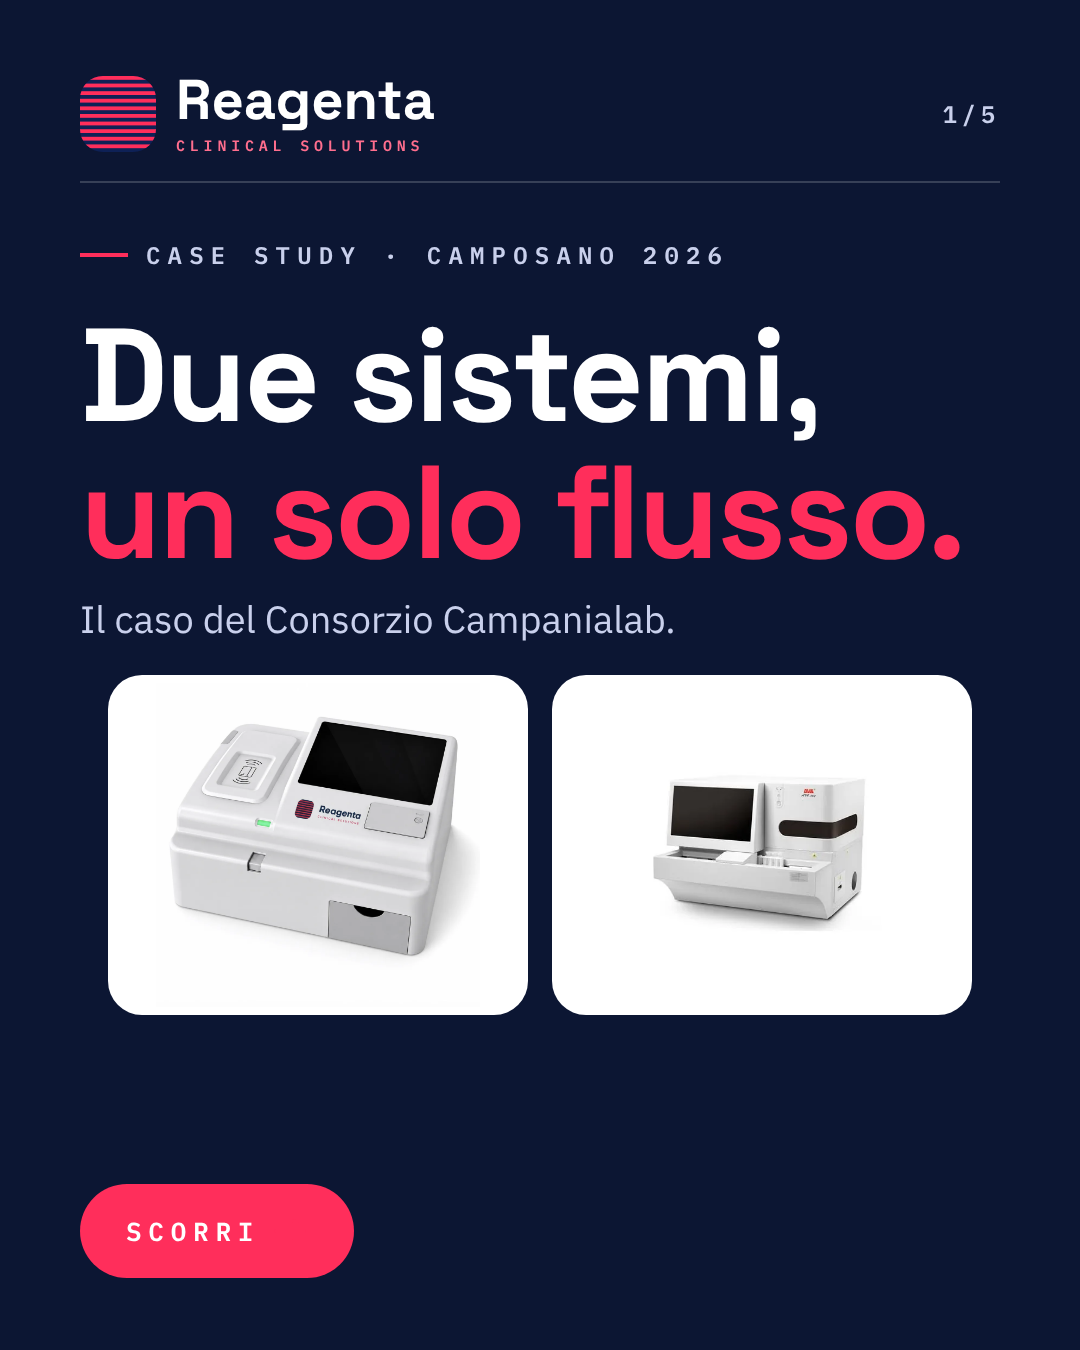 Reagenta
CLINICAL SOLUTIONS
1/5
CASE STUDY · CAMPOSANO 2026
Due sistemi,
un solo flusso.
Il caso del Consorzio Campanialab.
Reagenta
SCORRI